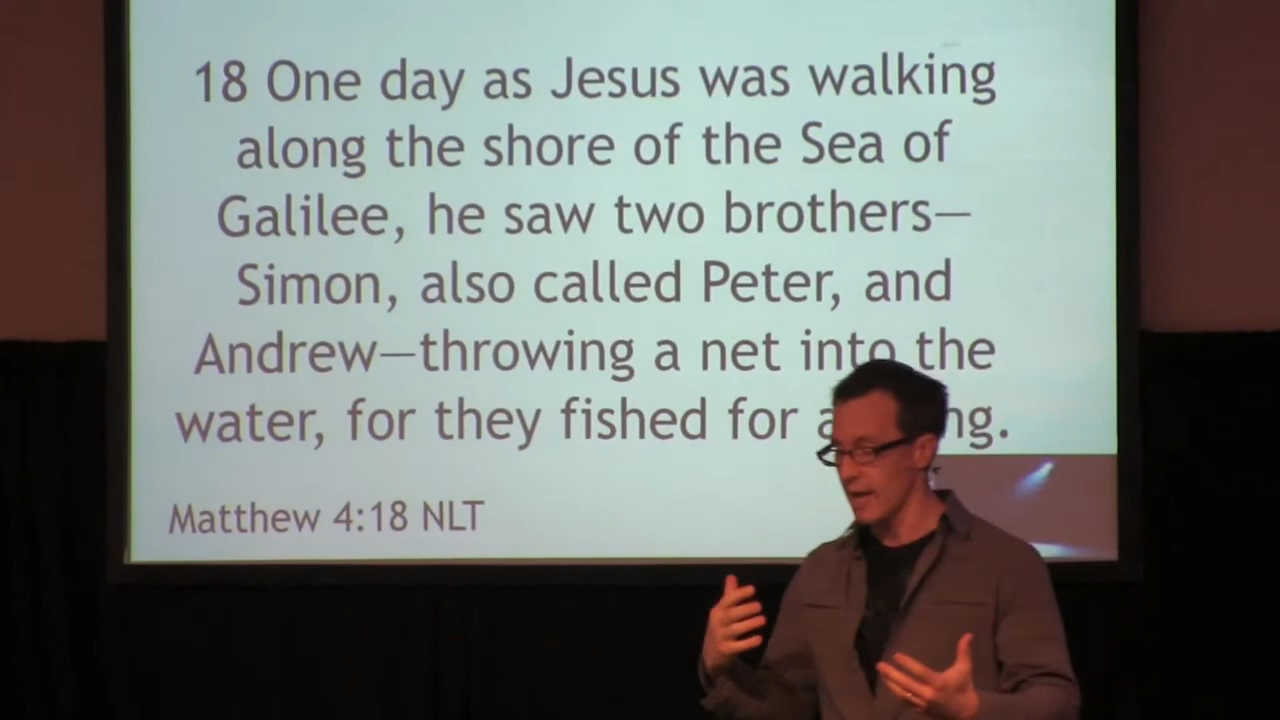 18 One day as Jesus was walking
along the shore of the Sea of
Galilee, he saw two brothers—
Simon, also called Peter, and
Andrew—throwing a net into the
water, for they fished for
Matthew 4:18 NLT